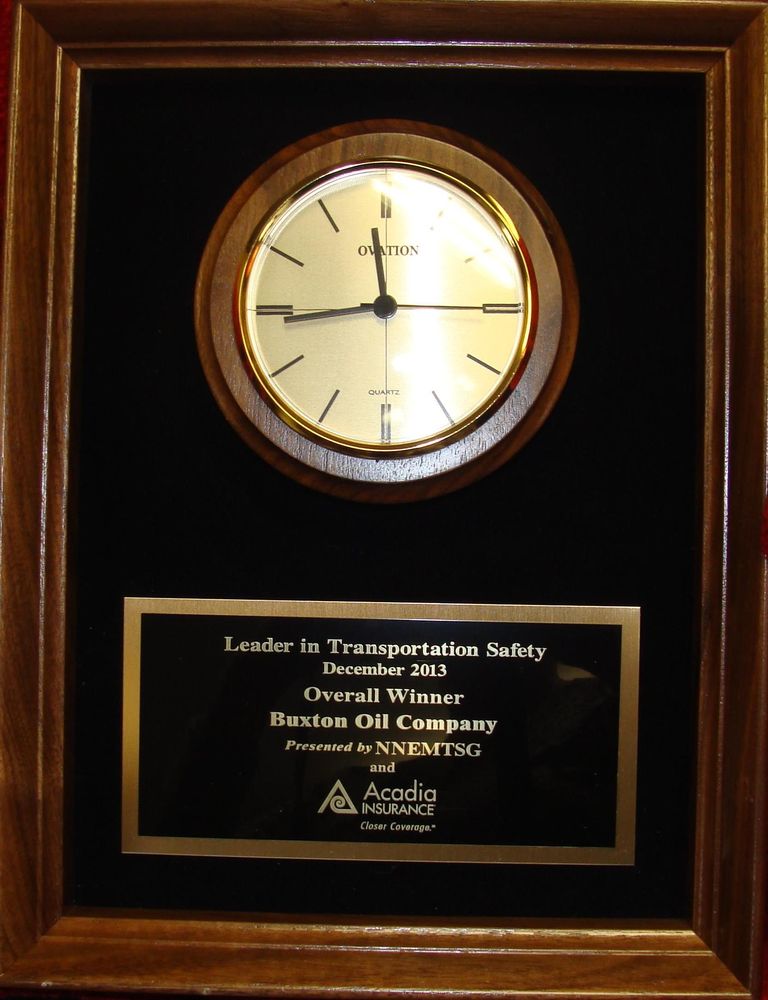 OVATION
QUARTZ
Leader in Transportation Safety
December 2013
Overall Winner
Buxton Oil Company
Presented by NNEMTSG
and
Acadia
INSURANCE
Closer Coverage.℠